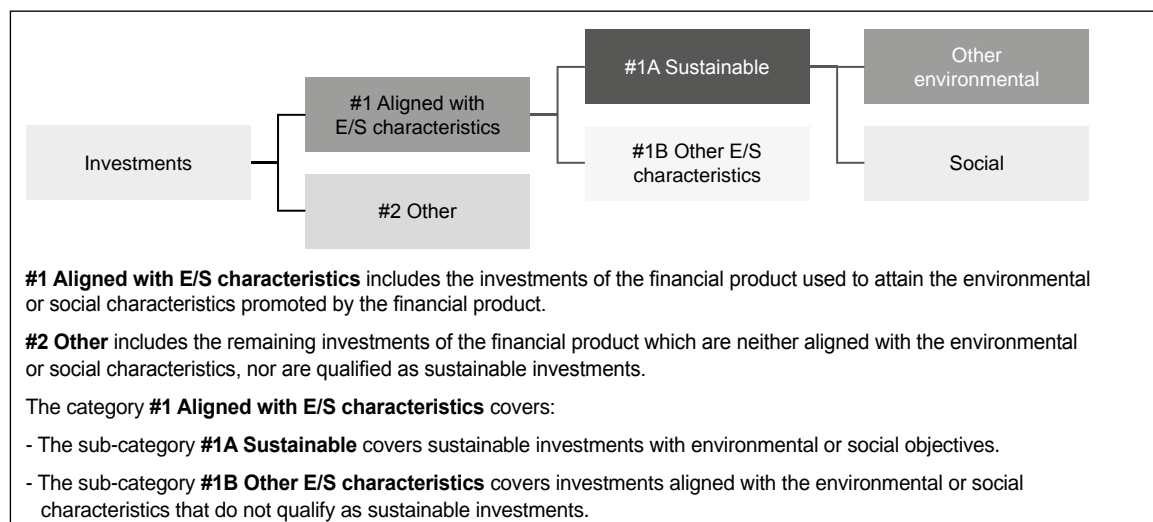 Investments
#1 Aligned with
E/S characteristics
#2 Other
#1A Sustainable
#1B Other E/S
characteristics
Other
environmental
Social
#1 Aligned with E/S characteristics includes the investments of the financial product used to attain the environmental
or social characteristics promoted by the financial product.
#2 Other includes the remaining investments of the financial product which are neither aligned with the environmental
or social characteristics, nor are qualified as sustainable investments.
The category #1 Aligned with E/S characteristics covers:
- The sub-category #1A Sustainable covers sustainable investments with environmental or social objectives.
- The sub-category #1B Other E/S characteristics covers investments aligned with the environmental or social
characteristics that do not qualify as sustainable investments.